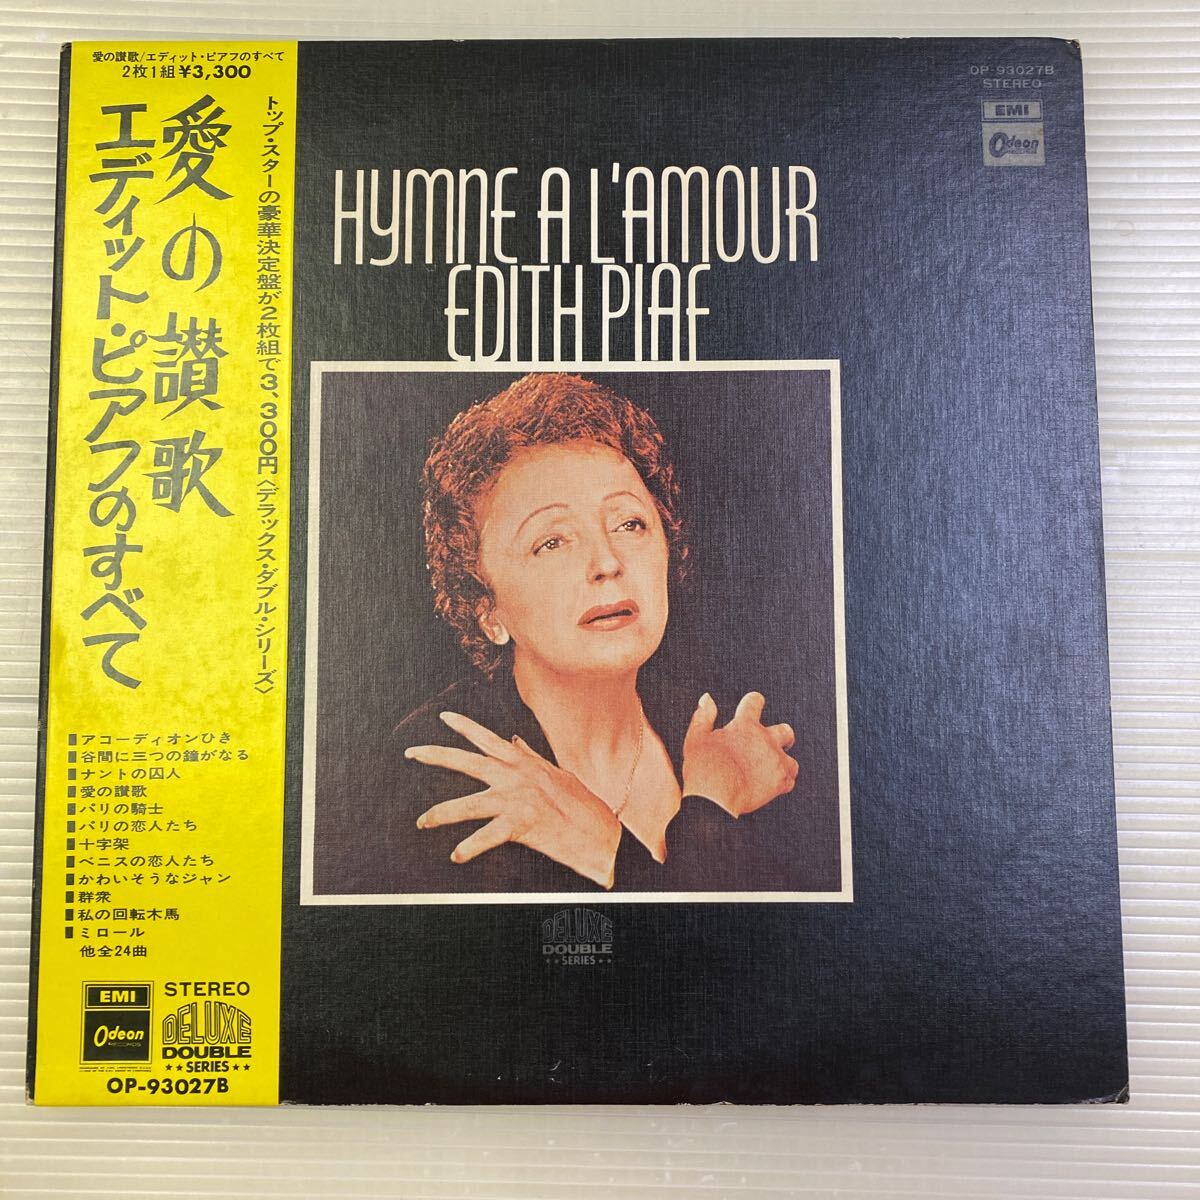 愛の讃歌/エディット・ピアフのすべて
2枚1組¥3,300
トップ・スターの豪華決定盤が2枚組で3,300円〈デラックス・ダブル・シリーズ〉
愛の讃歌
エディット・ピアフのすべて
■アコーディオンひき
■谷間に三つの鐘がなる
■ナントの囚人
■愛の讃歌
■パリの騎士
■パリの恋人たち
■十字架
■ベニスの恋人たち
■かわいそうなジャン
■群衆
■私の回転木馬
■ミロール
他全24曲
EMI
Odeon
RECORDS
STEREO
DELUXE
DOUBLE
★★SERIES★★
OP-93027B
OP-93027B
STEREO
EMI
Odeon
HYMNE A L'AMOUR
EDITH PIAF
DELUXE
DOUBLE
★★SERIES★★